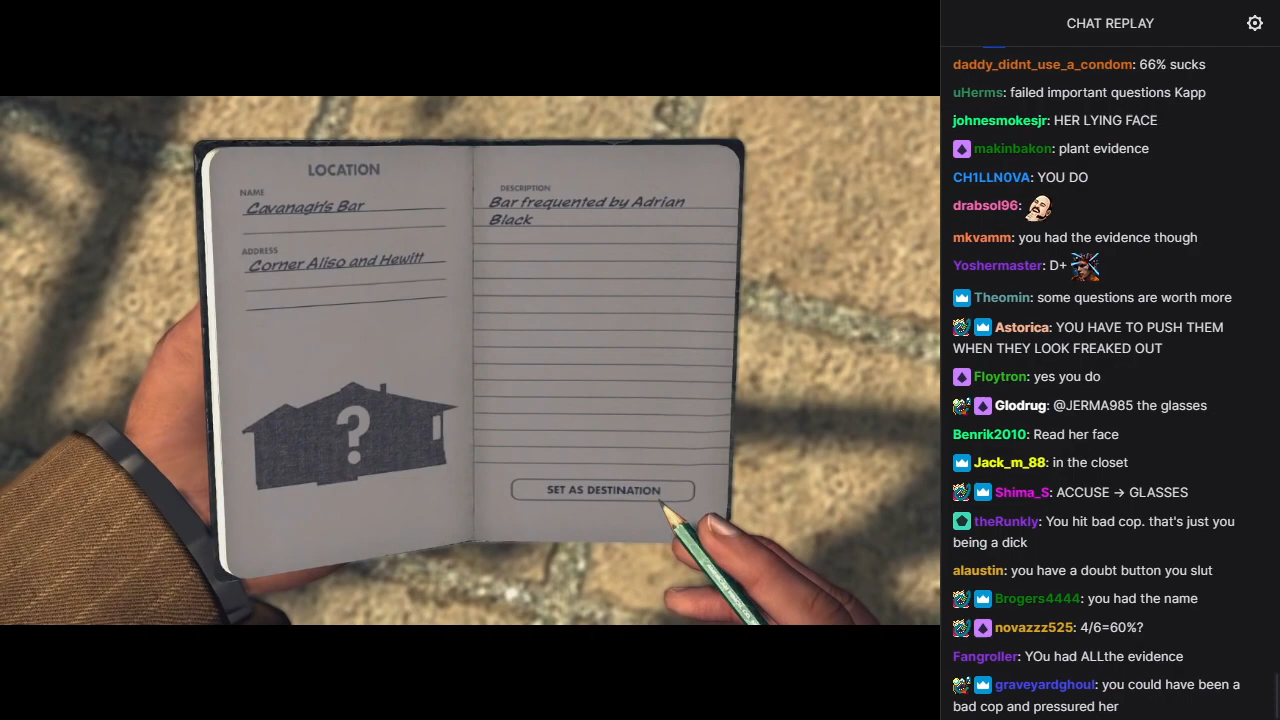 LOCATION
NAME
Cavanagh's Bar
ADDRESS
Corner Aliso and Hewitt
DESCRIPTION
Bar frequented by Adrian
Black
?
SET AS DESTINATION
CHAT REPLAY
daddy_didnt_use_a_condom: 66% sucks
uHerms: failed important questions Kapp
johnesmokesjr: HER LYING FACE
makinbakon: plant evidence
CH1LLN0VA: YOU DO
drabsol96:
mkvamm: you had the evidence though
Yoshermaster: D+
Theomin: some questions are worth more
Astorica: YOU HAVE TO PUSH THEM
WHEN THEY LOOK FREAKED OUT
Floytron: yes you do
Glodrug: @JERMA985 the glasses
Benrik2010: Read her face
Jack_m_88: in the closet
Shima_S: ACCUSE → GLASSES
theRunkly: You hit bad cop. that's just you
being a dick
alaustin: you have a doubt button you slut
Brogers4444: you had the name
novazzz525: 4/6=60%?
Fangroller: YOu had ALLthe evidence
graveyardghoul: you could have been a
bad cop and pressured her